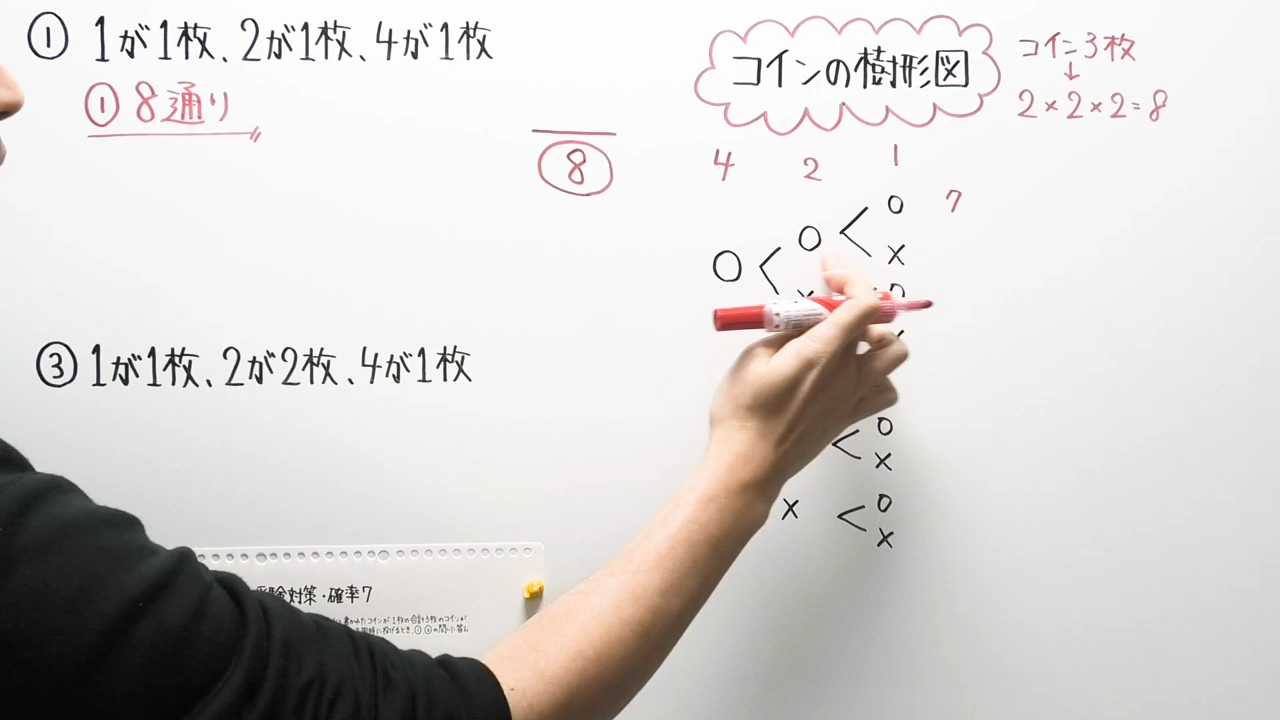 ① 1が1枚、2が1枚、4が1枚
① 8通り
8
コインの樹形図
コイン3枚
↓
2×2×2=8
4 2 1
○ < ○ < ○ 7
×
○
×
< ○
×
× < ○
×
③ 1が1枚、2が2枚、4が1枚
対策・確率7